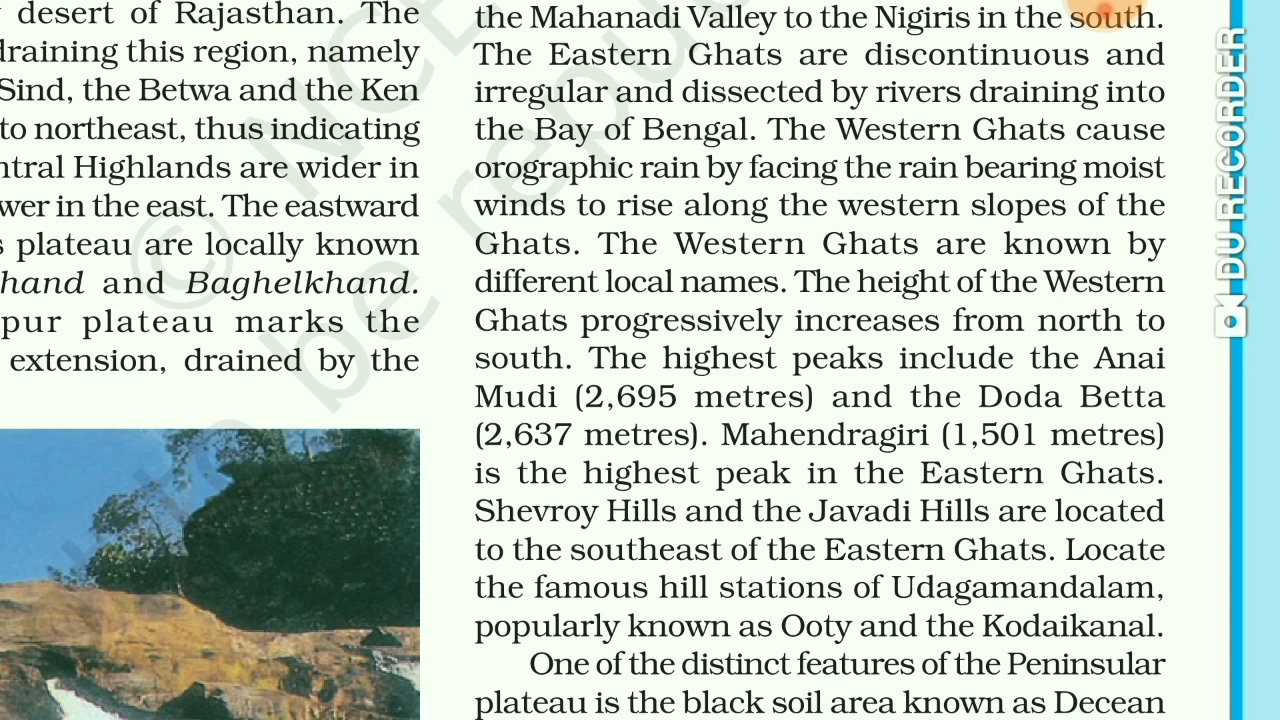 desert of Rajasthan. The
draining this region, namely
Sind, the Betwa and the Ken
to northeast, thus indicating
Highlands are wider in
in the east. The eastward
plateau are locally known
and Baghelkhand.
plateau marks the
extension, drained by the
the Mahanadi Valley to the Nigiris in the south.
The Eastern Ghats are discontinuous and
irregular and dissected by rivers draining into
the Bay of Bengal. The Western Ghats cause
orographic rain by facing the rain bearing moist
winds to rise along the western slopes of the
Ghats. The Western Ghats are known by
different local names. The height of the Western
Ghats progressively increases from north to
south. The highest peaks include the Anai
Mudi (2,695 metres) and the Doda Betta
(2,637 metres). Mahendragiri (1,501 metres)
is the highest peak in the Eastern Ghats.
Shevroy Hills and the Javadi Hills are located
to the southeast of the Eastern Ghats. Locate
the famous hill stations of Udagamandalam,
popularly known as Ooty and the Kodaikanal.
One of the distinct features of the Peninsular
plateau is the black soil area known as Decean
DU RECORDER